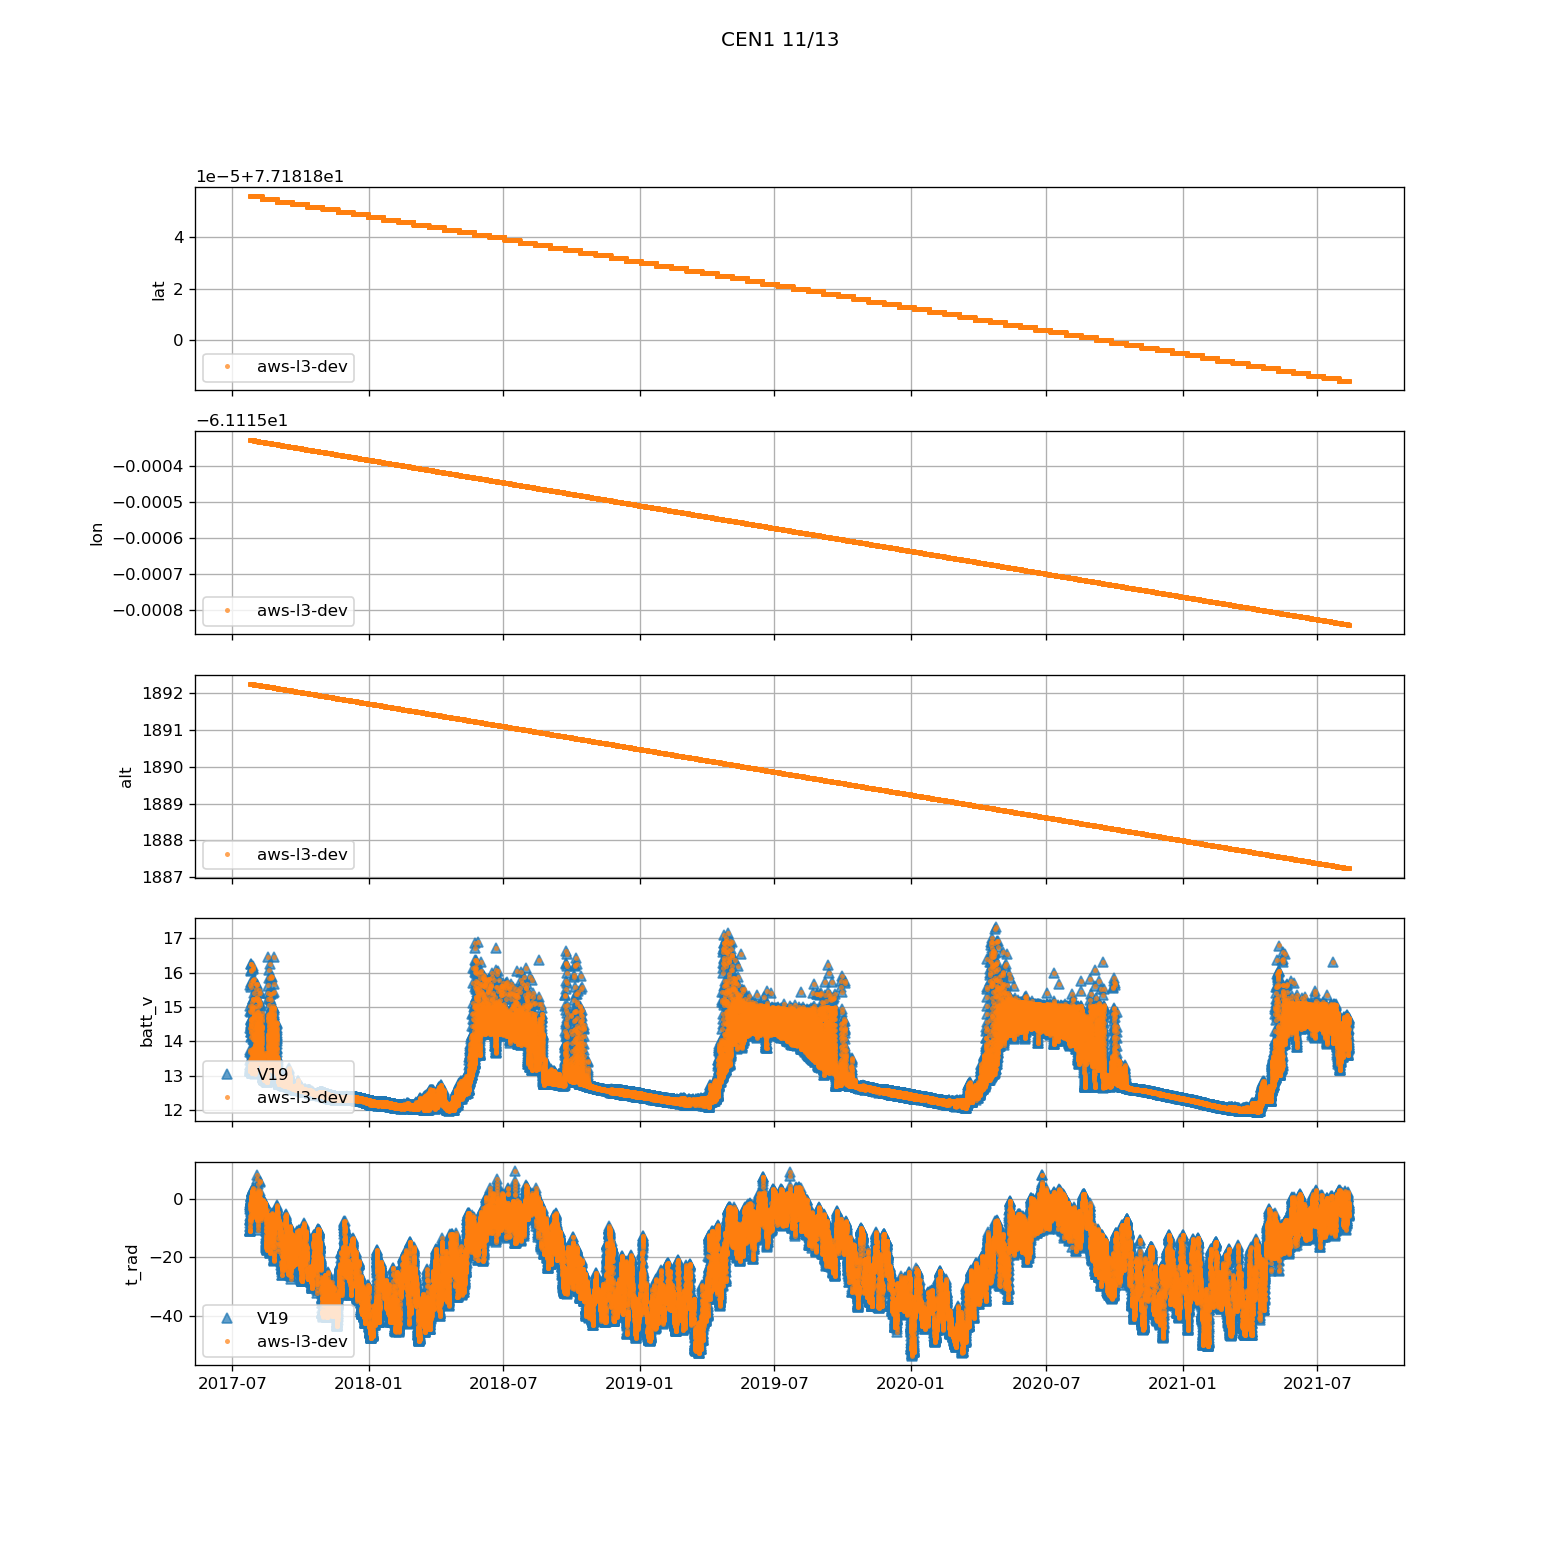 CEN1 11/13
1e−5+7.71818e1
4
2
0
lat
aws-l3-dev
−6.1115e1
−0.0004
−0.0005
−0.0006
−0.0007
−0.0008
lon
aws-l3-dev
1892
1891
1890
1889
1888
1887
alt
aws-l3-dev
17
16
15
14
13
12
batt_v
V19
aws-l3-dev
0
−20
−40
t_rad
V19
aws-l3-dev
2017-07 2018-01 2018-07 2019-01 2019-07 2020-01 2020-07 2021-01 2021-07